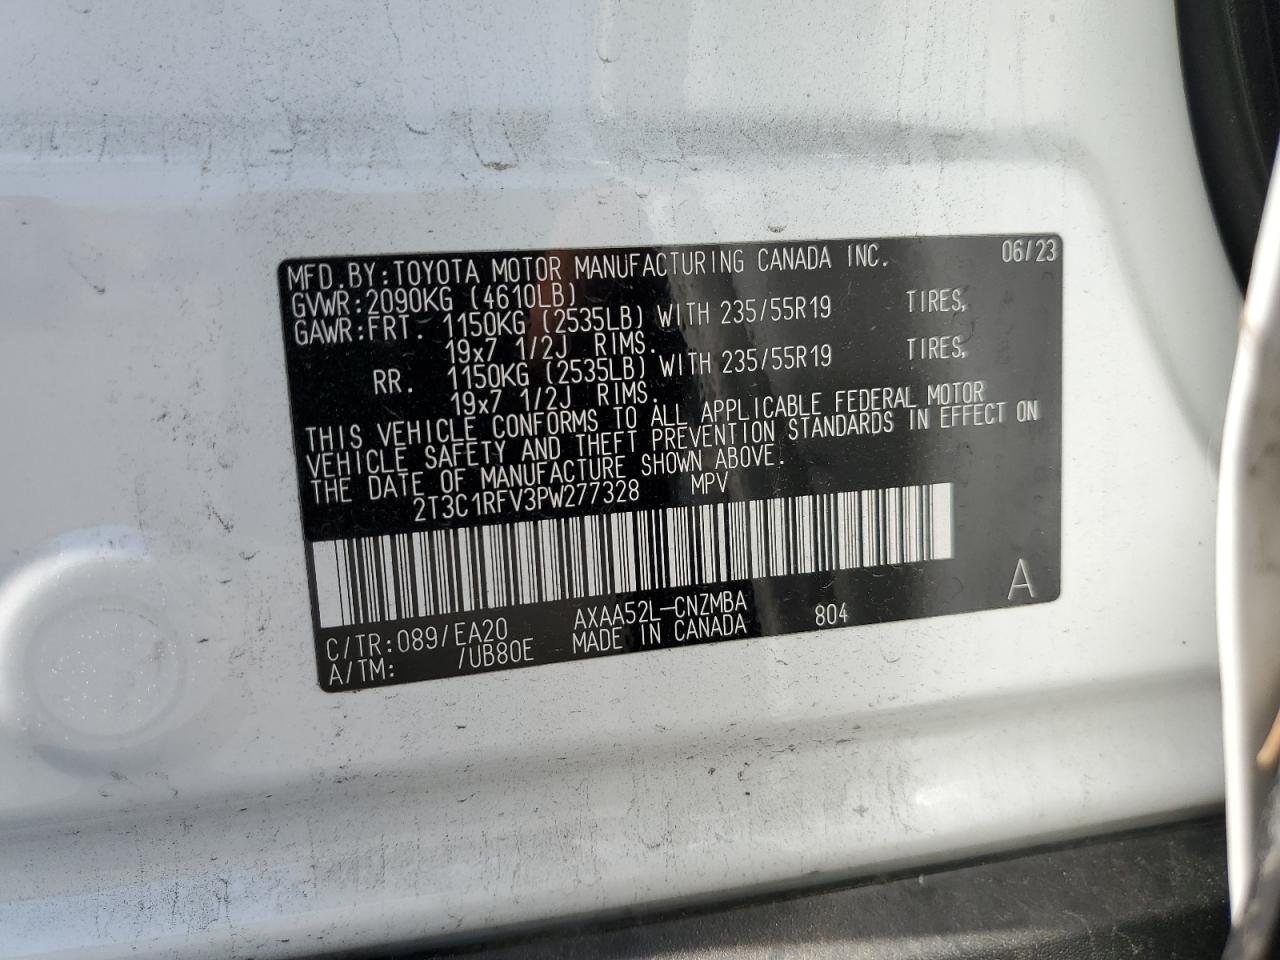 MFD.BY:TOYOTA MOTOR MANUFACTURING CANADA INC. 06/23
GVWR:2090KG (4610LB)
GAWR:FRT. 1150KG (2535LB) WITH 235/55R19 TIRES,
19x7 1/2J RIMS.
RR. 1150KG (2535LB) WITH 235/55R19 TIRES,
19x7 1/2J RIMS.
THIS VEHICLE CONFORMS TO ALL APPLICABLE FEDERAL MOTOR
VEHICLE SAFETY AND THEFT PREVENTION STANDARDS IN EFFECT ON
THE DATE OF MANUFACTURE SHOWN ABOVE.
2T3C1RFV3PW277328 MPV
C/TR:089/EA20 AXAA52L-CNZMBA 804 A
A/TM: /UB80E MADE IN CANADA